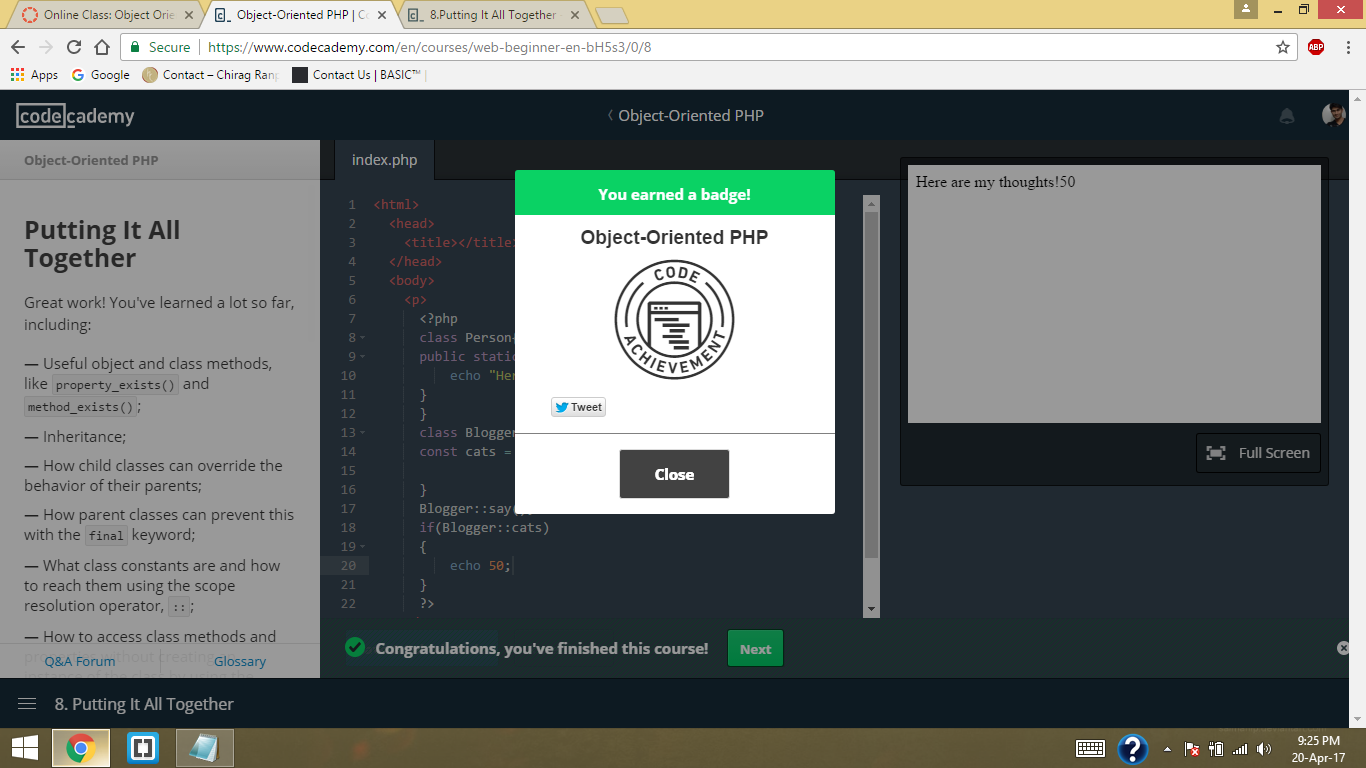 Online Class: Object Orie
Object-Oriented PHP | Co
8.Putting It All Together
Secure
https://www.codecademy.com/en/courses/web-beginner-en-bH5s3/0/8
ABP
Apps
Google
Contact – Chirag Ranp
Contact Us | BASIC™ |
codecademy
Object-Oriented PHP
Object-Oriented PHP
Putting It All
Together
Great work! You've learned a lot so far,
including:
— Useful object and class methods,
like property_exists() and
method_exists();
— Inheritance;
— How child classes can override the
behavior of their parents;
— How parent classes can prevent this
with the final keyword;
— What class constants are and how
to reach them using the scope
resolution operator, ::;
— How to access class methods and
Q&A Forum
Glossary
index.php
1 <html>
2 <head>
3 <title></title>
4 </head>
5 <body>
6 <p>
7 <?php
8 class Person
9 public static
10 echo "Her
11 }
12 }
13 class Blogger
14 const cats =
15
16 }
17 Blogger::say();
18 if(Blogger::cats)
19 {
20 echo 50;
21 }
22 ?>
You earned a badge!
Object-Oriented PHP
CODE
ACHIEVEMENT
Tweet
Close
Here are my thoughts!50
Full Screen
Congratulations, you've finished this course!
Next
8. Putting It All Together
9:25 PM
20-Apr-17